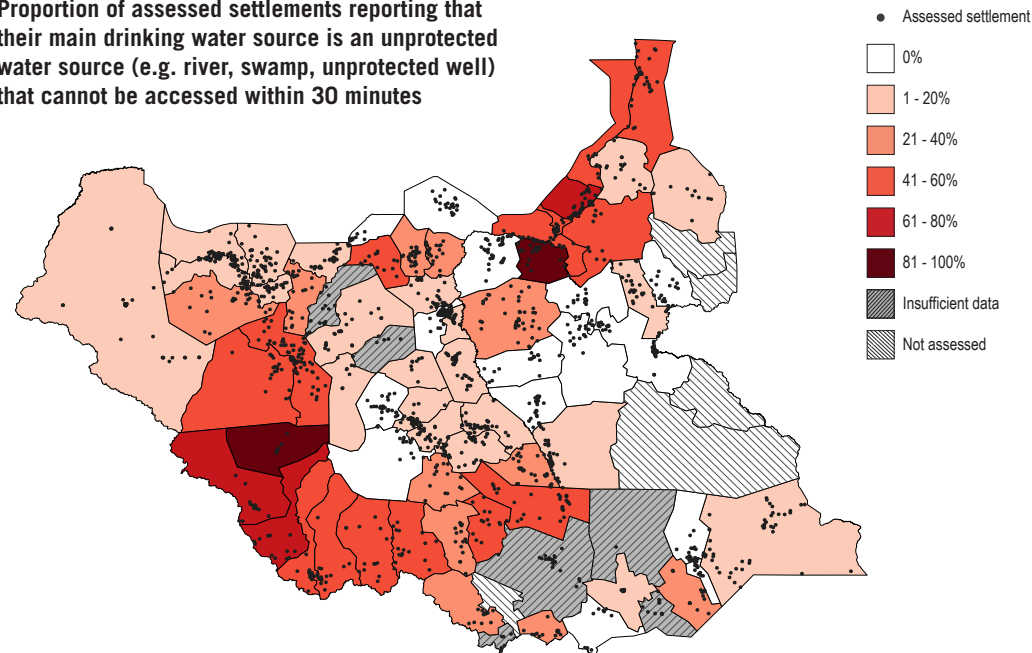 Proportion of assessed settlements reporting that
their main drinking water source is an unprotected
water source (e.g. river, swamp, unprotected well)
that cannot be accessed within 30 minutes
Assessed settlement
0%
1 - 20%
21 - 40%
41 - 60%
61 - 80%
81 - 100%
Insufficient data
Not assessed